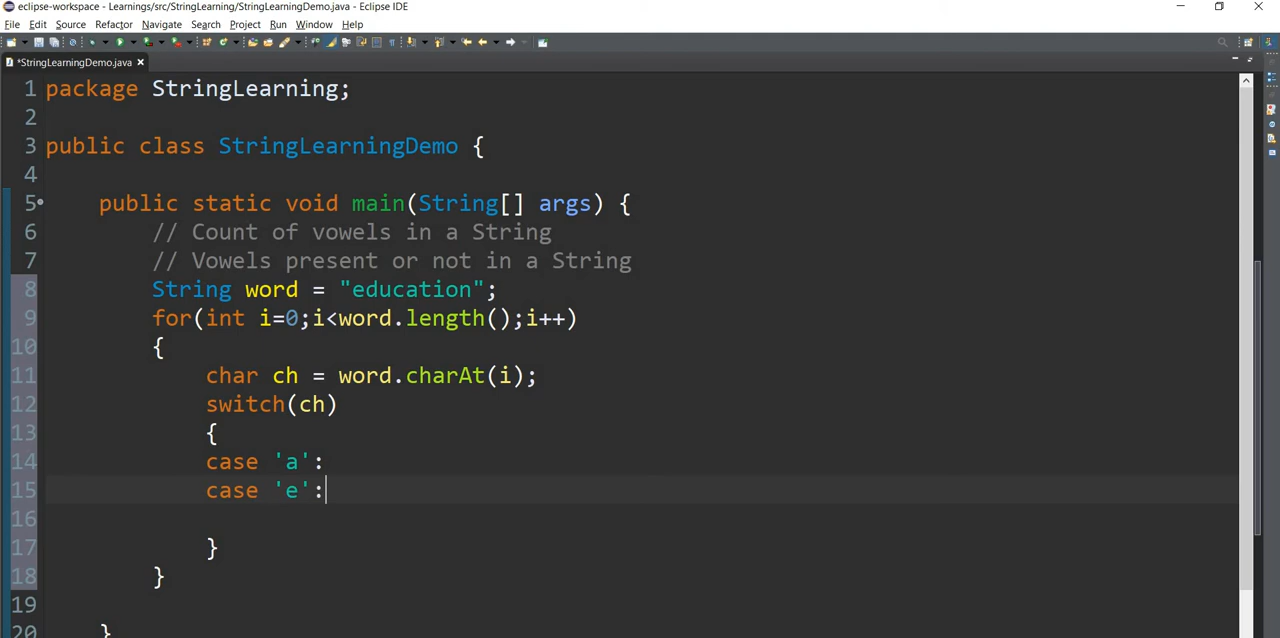 eclipse-workspace - Learnings/src/StringLearning/StringLearningDemo.java - Eclipse IDE
File Edit Source Refactor Navigate Search Project Run Window Help
*StringLearningDemo.java
1 package StringLearning;
2
3 public class StringLearningDemo {
4
5 public static void main(String[] args) {
6 // Count of vowels in a String
7 // Vowels present or not in a String
8 String word = "education";
9 for(int i=0;i<word.length();i++)
10 {
11 char ch = word.charAt(i);
12 switch(ch)
13 {
14 case 'a':
15 case 'e':
16
17 }
18 }
19
20 }